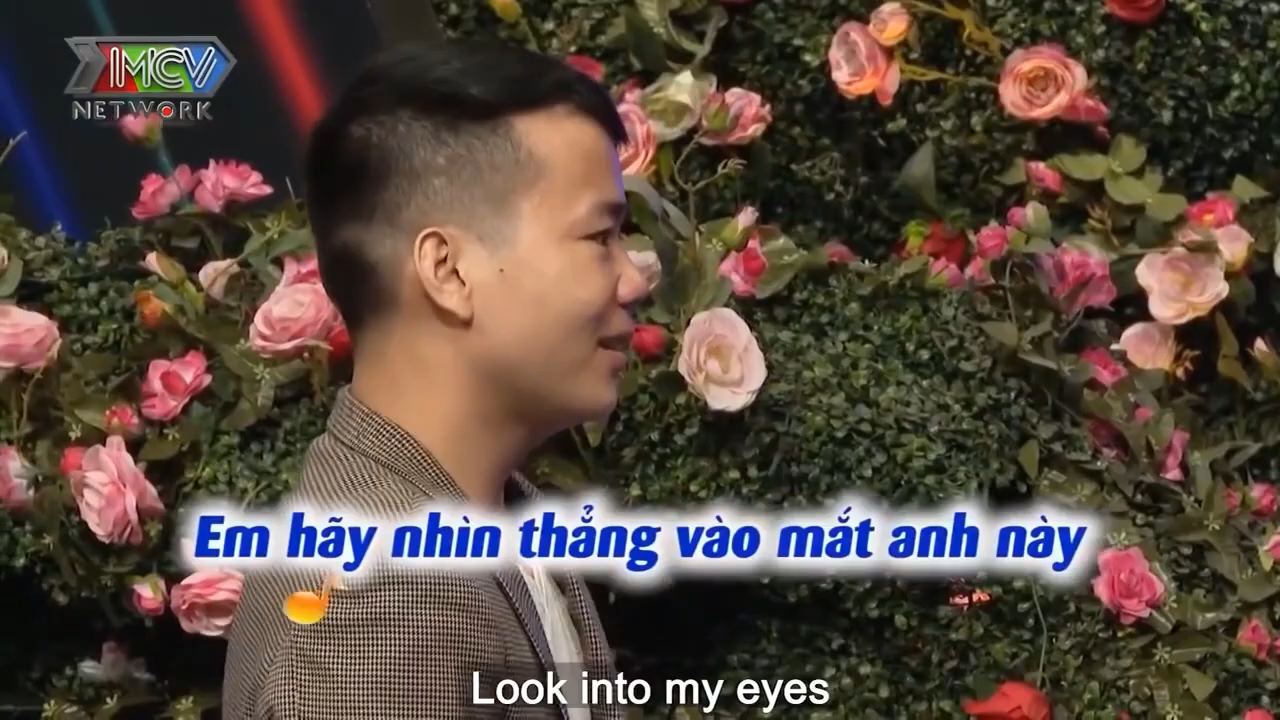 MCV
NETWORK
Em hãy nhìn thẳng vào mắt anh này
Look into my eyes